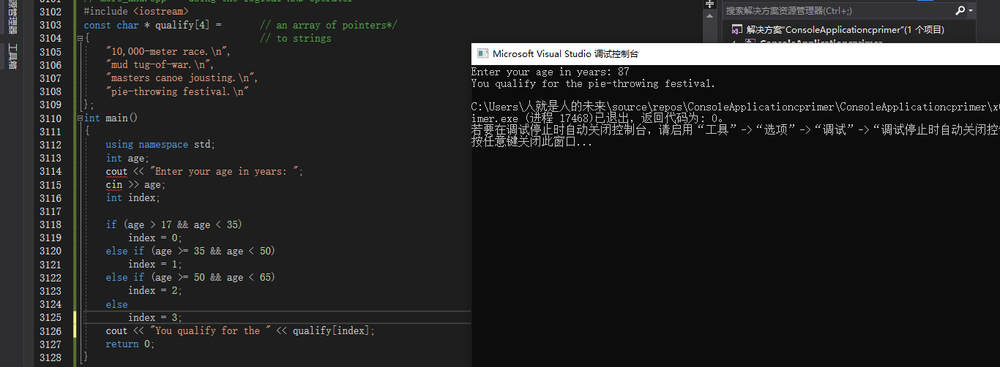 源管理器
工具箱
3102 #include <iostream>
3103 const char * qualify[4] = // an array of pointers*/
3104 { // to strings
3105 "10,000-meter race.\n",
3106 "mud tug-of-war.\n",
3107 "masters canoe jousting.\n",
3108 "pie-throwing festival.\n"
3109 };
3110 int main()
3111 {
3112 using namespace std;
3113 int age;
3114 cout << "Enter your age in years: ";
3115 cin >> age;
3116 int index;
3117
3118 if (age > 17 && age < 35)
3119 index = 0;
3120 else if (age >= 35 && age < 50)
3121 index = 1;
3122 else if (age >= 50 && age < 65)
3123 index = 2;
3124 else
3125 index = 3;
3126 cout << "You qualify for the " << qualify[index];
3127 return 0;
3128 }
搜索解决方案资源管理器(Ctrl+;)
解决方案"ConsoleApplicationcprimer"(1 个项目)
ConsoleApplicationcprimer
Microsoft Visual Studio 调试控制台
Enter your age in years: 87
You qualify for the pie-throwing festival.
C:\Users\人就是人的未来\source\repos\ConsoleApplicationcprimer\ConsoleApplicationcprimer\x
imer.exe (进程 17468)已退出，返回代码为: 0。
若要在调试停止时自动关闭控制台，请启用“工具”->“选项”->“调试”->“调试停止时自动关闭控
按任意键关闭此窗口...